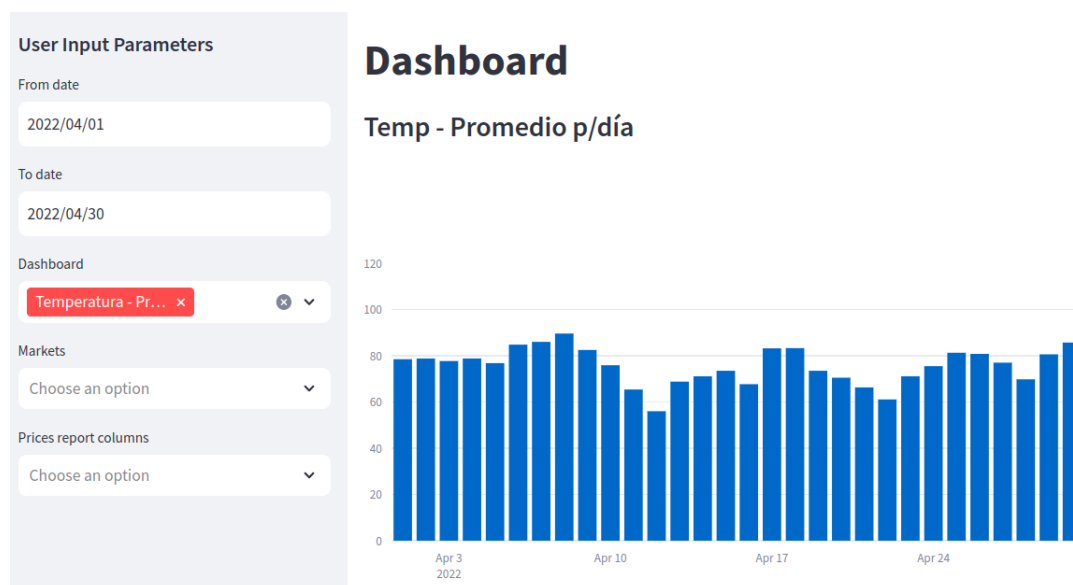 User Input Parameters
From date
2022/04/01
To date
2022/04/30
Dashboard
Temperatura - Pr... ×
Markets
Choose an option
Prices report columns
Choose an option
Dashboard
Temp - Promedio p/día
120
100
80
60
40
20
0
Apr 3
2022
Apr 10
Apr 17
Apr 24